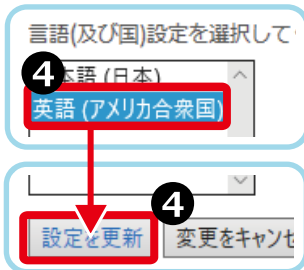 言語(及び国)設定を選択して
4
本語 (日本)
英語 (アメリカ合衆国)
4
設定を更新
変更をキャンセ